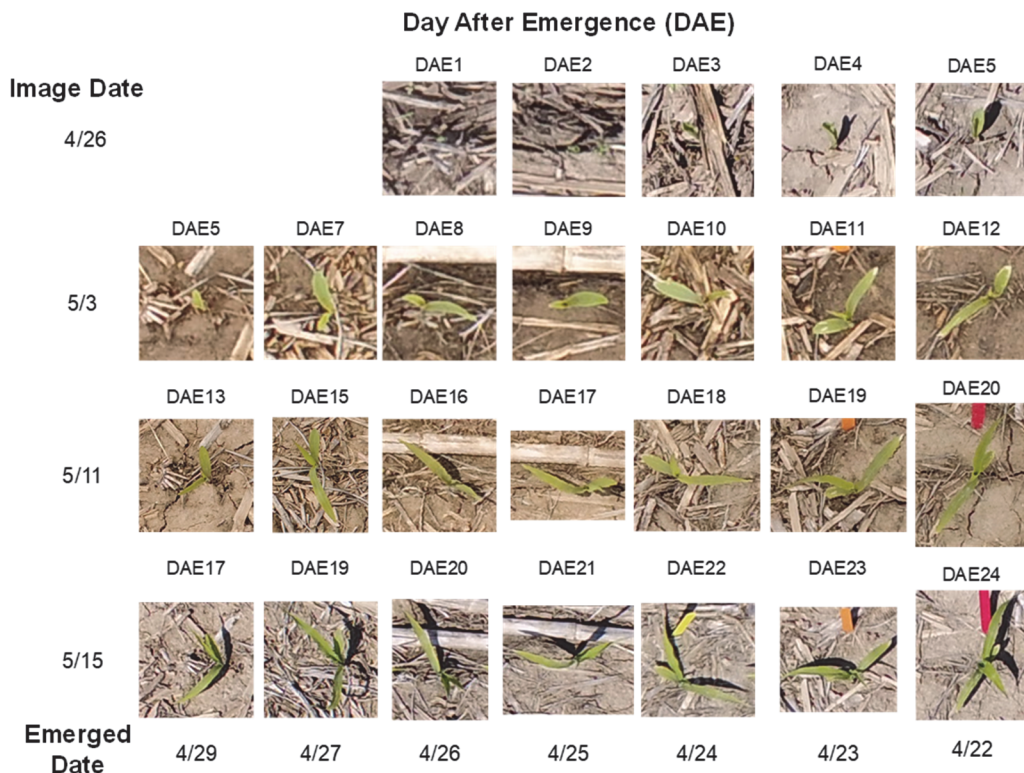 Day After Emergence (DAE)
Image Date
DAE1 DAE2 DAE3 DAE4 DAE5
4/26
DAE5 DAE7 DAE8 DAE9 DAE10 DAE11 DAE12
5/3
DAE13 DAE15 DAE16 DAE17 DAE18 DAE19 DAE20
5/11
DAE17 DAE19 DAE20 DAE21 DAE22 DAE23 DAE24
5/15
Emerged
Date
4/29 4/27 4/26 4/25 4/24 4/23 4/22